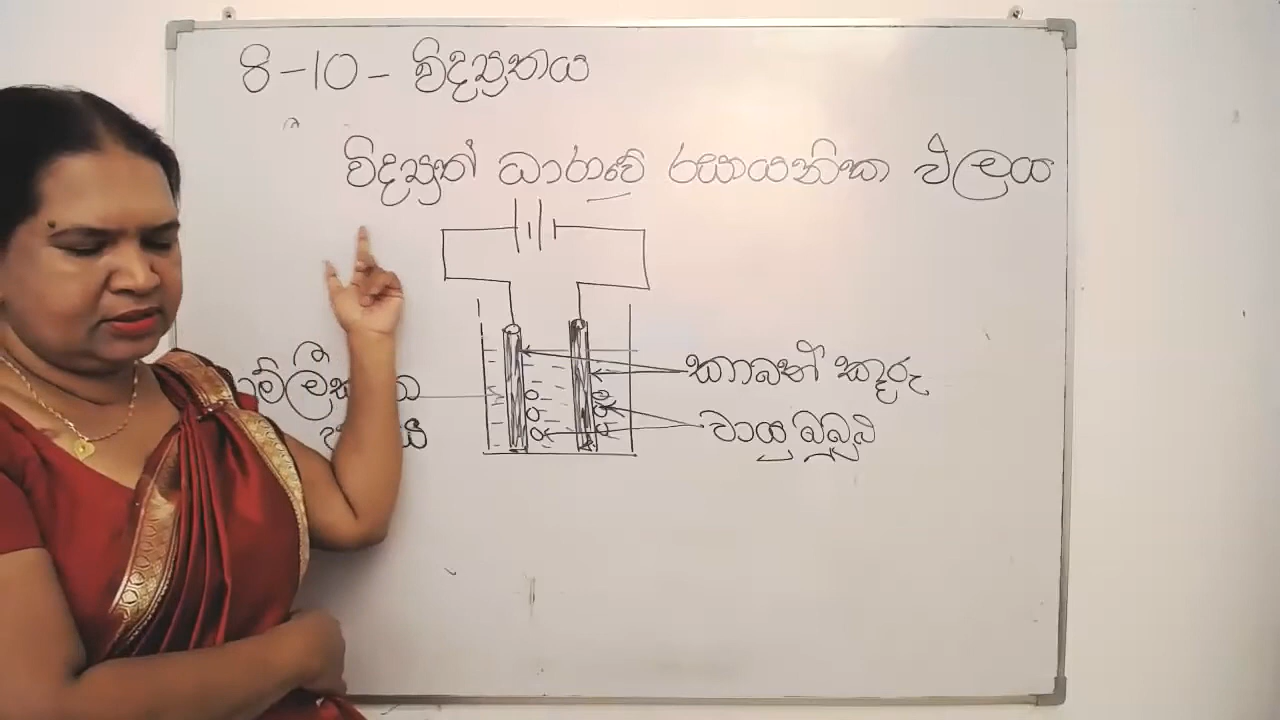 8 - 10 - විද්‍යුතය
විද්‍යුත් ධාරාවේ රසායනික ඵලය
කාබන් කූරු
වායු බුබුළු